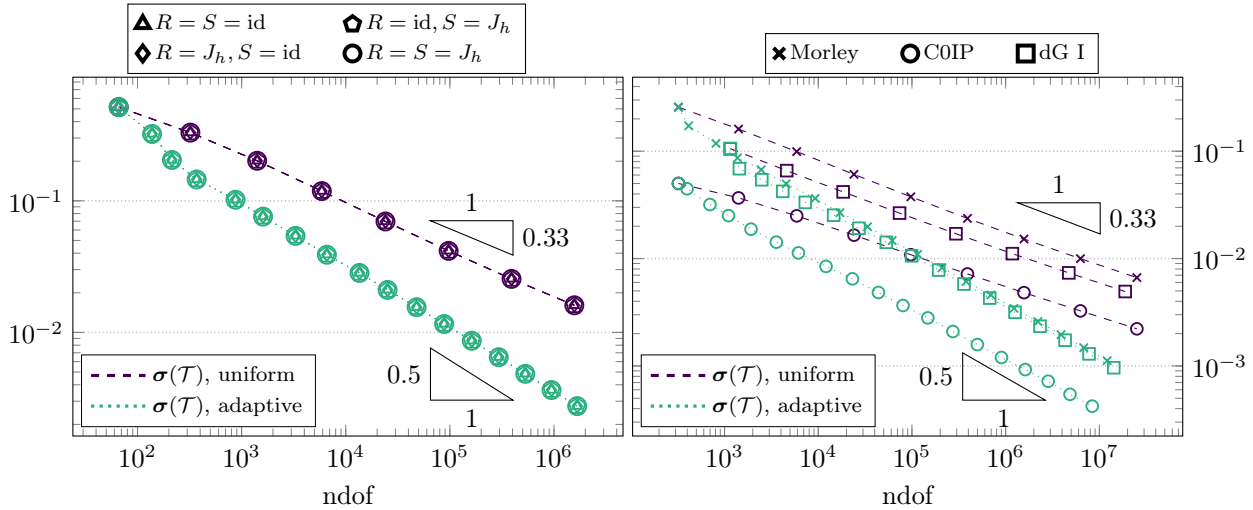 R = S = id
R = id, S = J_h
R = J_h, S = id
R = S = J_h
10^{-1}
10^{-2}
1
0.33
0.5
1
σ(𝒯), uniform
σ(𝒯), adaptive
10^2
10^3
10^4
10^5
10^6
ndof
Morley
C0IP
dG I
10^{-1}
10^{-2}
10^{-3}
1
0.33
0.5
1
σ(𝒯), uniform
σ(𝒯), adaptive
10^3
10^4
10^5
10^6
10^7
ndof